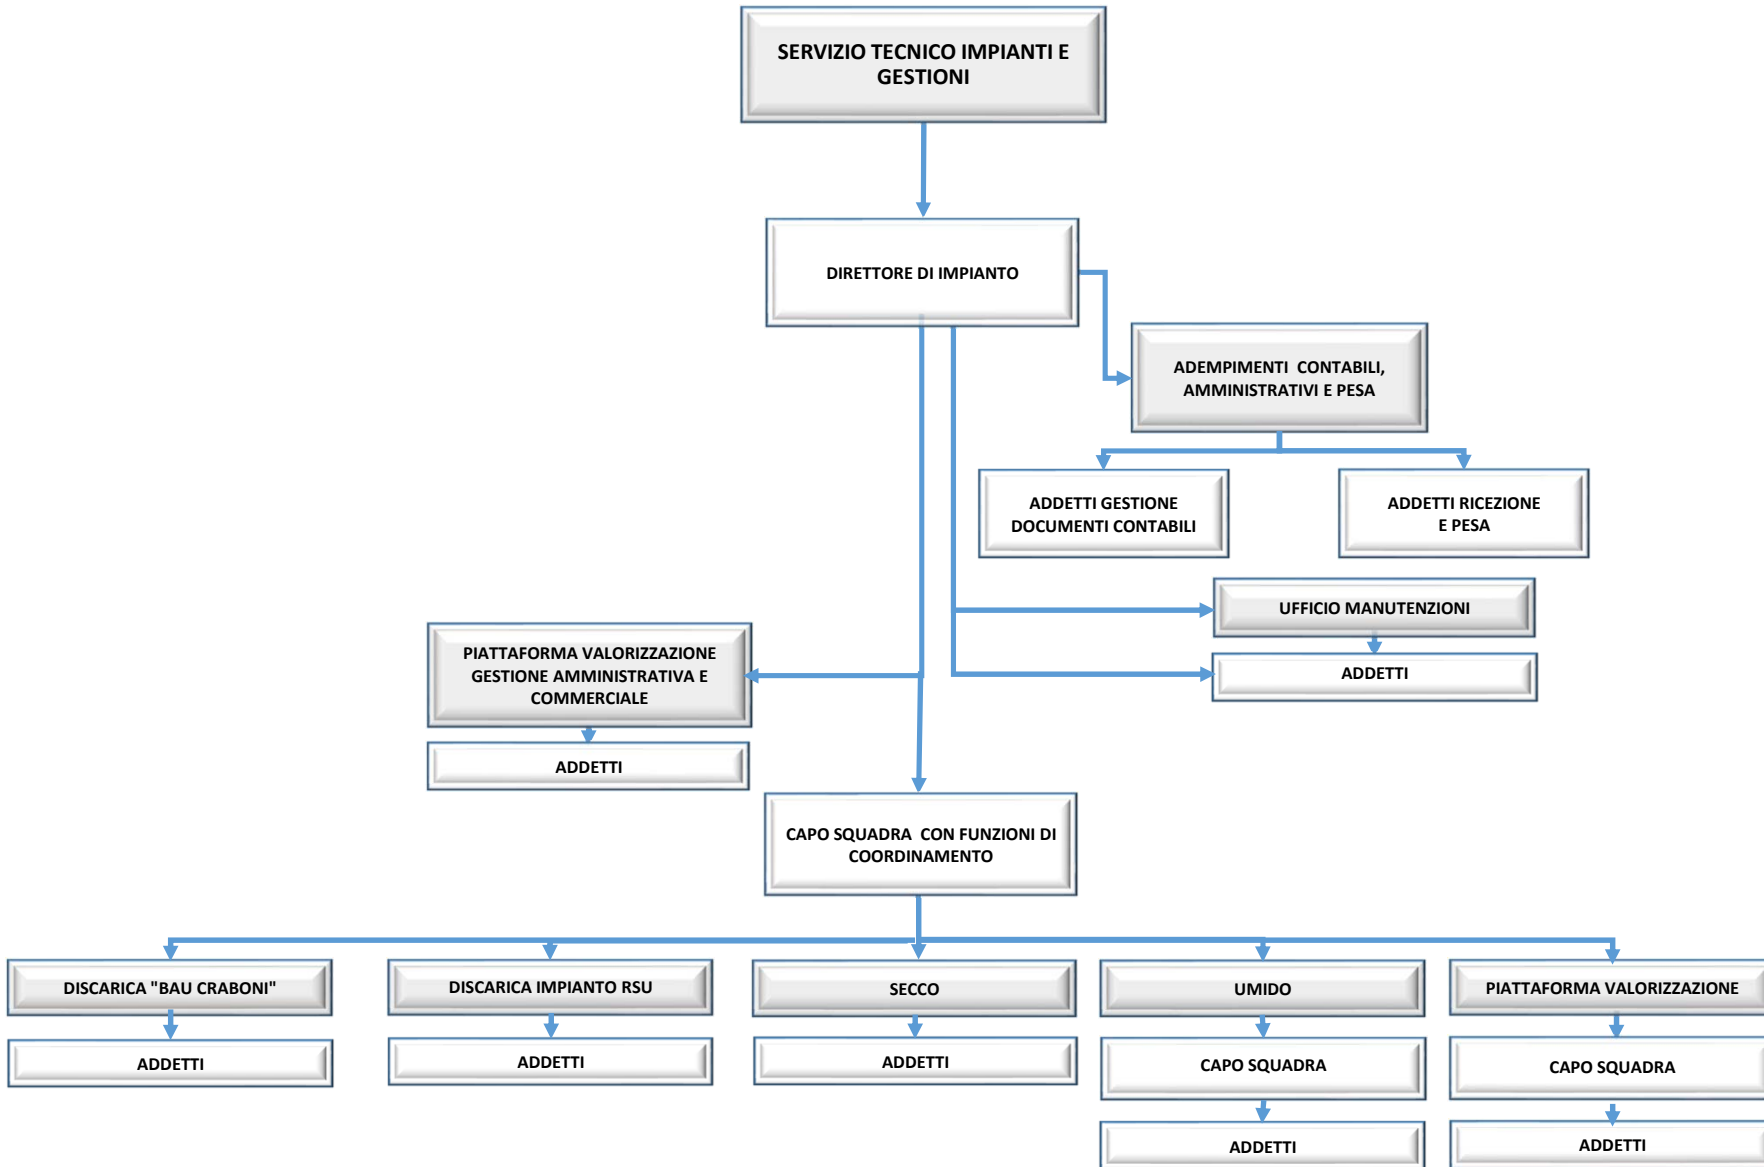 SERVIZIO TECNICO IMPIANTI E
GESTIONI
DIRETTORE DI IMPIANTO
ADEMPIMENTI CONTABILI,
AMMINISTRATIVI E PESA
ADDETTI GESTIONE
DOCUMENTI CONTABILI
ADDETTI RICEZIONE
E PESA
UFFICIO MANUTENZIONI
ADDETTI
PIATTAFORMA VALORIZZAZIONE
GESTIONE AMMINISTRATIVA E
COMMERCIALE
ADDETTI
CAPO SQUADRA CON FUNZIONI DI
COORDINAMENTO
DISCARICA "BAU CRABONI"
DISCARICA IMPIANTO RSU
SECCO
UMIDO
PIATTAFORMA VALORIZZAZIONE
ADDETTI
ADDETTI
ADDETTI
CAPO SQUADRA
CAPO SQUADRA
ADDETTI
ADDETTI